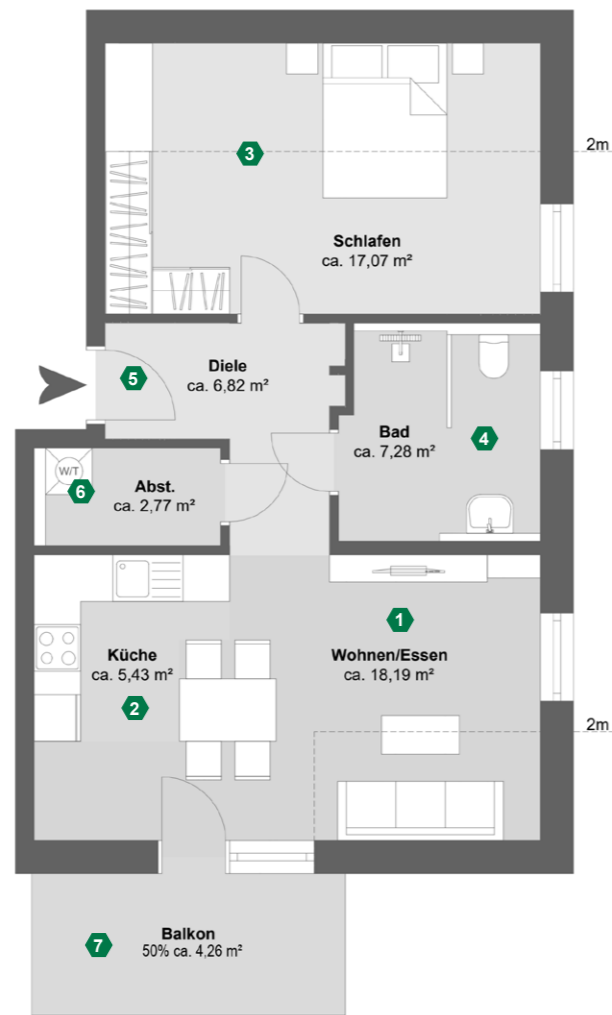 2m
3
Schlafen
ca. 17,07 m²
Diele
ca. 6,82 m²
5
Bad
ca. 7,28 m²
4
W/T
6
Abst.
ca. 2,77 m²
1
Küche
ca. 5,43 m²
2
Wohnen/Essen
ca. 18,19 m²
2m
7
Balkon
50% ca. 4,26 m²